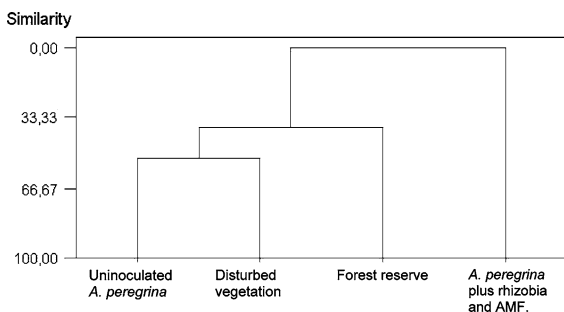 Similarity
0,00
33,33
66,67
100,00
Uninoculated
A. peregrina
Disturbed
vegetation
Forest reserve
A. peregrina
plus rhizobia
and AMF.